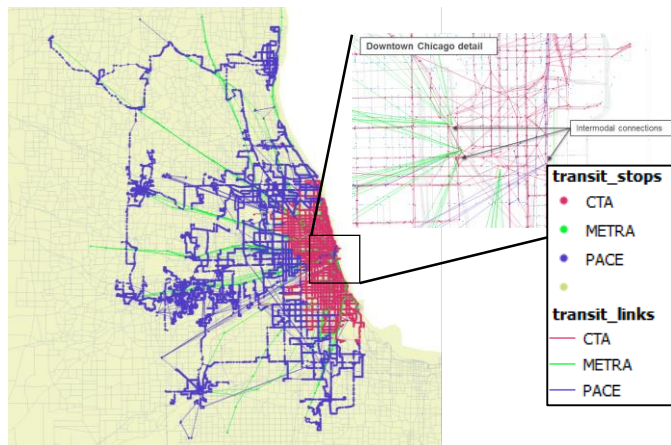 Downtown Chicago detail
Intermodal connections
transit_stops
CTA
METRA
PACE
transit_links
CTA
METRA
PACE